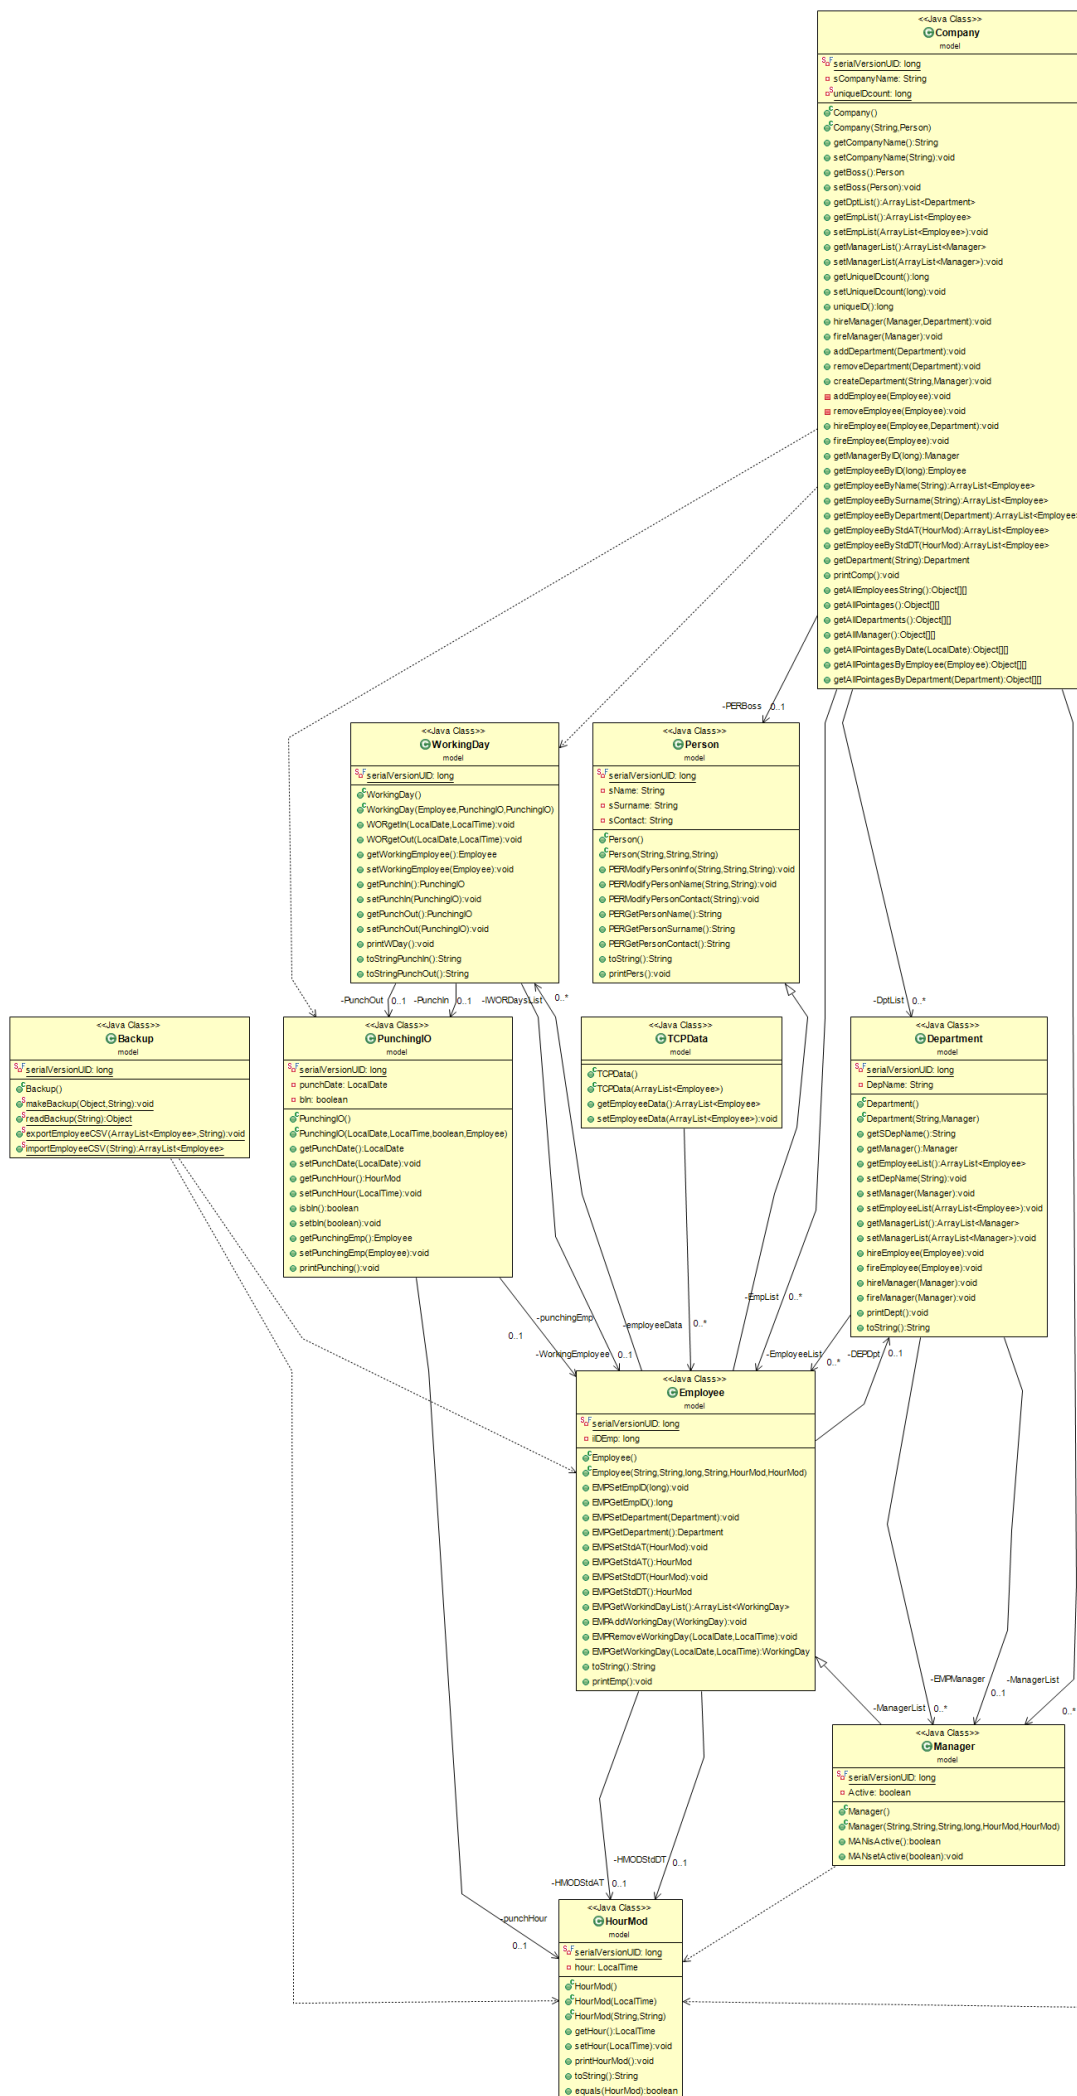 <<Java Class>>
Company
model
serialVersionUID: long
sCompanyName: String
uniqueIDcount: long
Company()
Company(String,Person)
getCompanyName():String
setCompanyName(String):void
getBoss():Person
setBoss(Person):void
getDptList():ArrayList<Department>
getEmpList():ArrayList<Employee>
setEmpList(ArrayList<Employee>):void
getManagerList():ArrayList<Manager>
setManagerList(ArrayList<Manager>):void
getUniqueIDcount():long
setUniqueIDcount(long):void
uniqueID():long
hireManager(Manager,Department):void
fireManager(Manager):void
addDepartment(Department):void
removeDepartment(Department):void
createDepartment(String,Manager):void
addEmployee(Employee):void
removeEmployee(Employee):void
hireEmployee(Employee,Department):void
fireEmployee(Employee):void
getManagerByID(long):Manager
getEmployeeByID(long):Employee
getEmployeeByName(String):ArrayList<Employee>
getEmployeeBySurname(String):ArrayList<Employee>
getEmployeeByDepartment(Department):ArrayList<Employee>
getEmployeeByStdAT(HourMod):ArrayList<Employee>
getEmployeeByStdDT(HourMod):ArrayList<Employee>
getDepartment(String):Department
printComp():void
getAllEmployeesString():Object[][]
getAllPointages():Object[][]
getAllDepartments():Object[][]
getAllManager():Object[][]
getAllPointagesByDate(LocalDate):Object[][]
getAllPointagesByEmployee(Employee):Object[][]
getAllPointagesByDepartment(Department):Object[][]
-PERBoss 0..1
<<Java Class>>
WorkingDay
model
serialVersionUID: long
WorkingDay()
WorkingDay(Employee,PunchingIO,PunchingIO)
WORgetIn(LocalDate,LocalTime):void
WORgetOut(LocalDate,LocalTime):void
getWorkingEmployee():Employee
setWorkingEmployee(Employee):void
getPunchIn():PunchingIO
setPunchIn(PunchingIO):void
getPunchOut():PunchingIO
setPunchOut(PunchingIO):void
printWDay():void
toStringPunchIn():String
toStringPunchOut():String
<<Java Class>>
Person
model
serialVersionUID: long
sName: String
sSurname: String
sContact: String
Person()
Person(String,String,String)
PERModifyPersonInfo(String,String,String):void
PERModifyPersonName(String,String):void
PERModifyPersonContact(String):void
PERGetPersonName():String
PERGetPersonSurname():String
PERGetPersonContact():String
toString():String
printPers():void
-PunchOut 0..1
-PunchIn 0..1
-lWORDaysList 0..*
-DptList 0..*
<<Java Class>>
Backup
model
serialVersionUID: long
Backup()
makeBackup(Object,String):void
readBackup(String):Object
exportEmployeeCSV(ArrayList<Employee>,String):void
importEmployeeCSV(String):ArrayList<Employee>
<<Java Class>>
PunchingIO
model
serialVersionUID: long
punchDate: LocalDate
bIn: boolean
PunchingIO()
PunchingIO(LocalDate,LocalTime,boolean,Employee)
getPunchDate():LocalDate
setPunchDate(LocalDate):void
getPunchHour():HourMod
setPunchHour(LocalTime):void
isbIn():boolean
setbIn(boolean):void
getPunchingEmp():Employee
setPunchingEmp(Employee):void
printPunching():void
<<Java Class>>
TCPData
model
TCPData()
TCPData(ArrayList<Employee>)
getEmployeeData():ArrayList<Employee>
setEmployeeData(ArrayList<Employee>):void
<<Java Class>>
Department
model
serialVersionUID: long
DepName: String
Department()
Department(String,Manager)
getSDepName():String
getManager():Manager
getEmployeeList():ArrayList<Employee>
setDepName(String):void
setManager(Manager):void
setEmployeeList(ArrayList<Employee>):void
getManagerList():ArrayList<Manager>
setManagerList(ArrayList<Manager>):void
hireEmployee(Employee):void
fireEmployee(Employee):void
hireManager(Manager):void
fireManager(Manager):void
printDept():void
toString():String
-punchingEmp
0..1
-WorkingEmployee 0..1
-employeeData 0..*
-EmpList 0..*
-EmployeeList 0..*
-DEPDpt 0..1
<<Java Class>>
Employee
model
serialVersionUID: long
iIDEmp: long
Employee()
Employee(String,String,long,String,HourMod,HourMod)
EMPSetEmpID(long):void
EMPGetEmpID():long
EMPSetDepartment(Department):void
EMPGetDepartment():Department
EMPSetStdAT(HourMod):void
EMPGetStdAT():HourMod
EMPSetStdDT(HourMod):void
EMPGetStdDT():HourMod
EMPGetWorkindDayList():ArrayList<WorkingDay>
EMPAddWorkingDay(WorkingDay):void
EMPRemoveWorkingDay(LocalDate,LocalTime):void
EMPGetWorkingDay(LocalDate,LocalTime):WorkingDay
toString():String
printEmp():void
-ManagerList 0..*
-EMPManager 0..1
-ManagerList 0..*
<<Java Class>>
Manager
model
serialVersionUID: long
Active: boolean
Manager()
Manager(String,String,String,long,HourMod,HourMod)
MANisActive():boolean
MANsetActive(boolean):void
-HMODStdDT 0..1
-HMODStdAT 0..1
-punchHour
0..1
<<Java Class>>
HourMod
model
serialVersionUID: long
hour: LocalTime
HourMod()
HourMod(LocalTime)
HourMod(String,String)
getHour():LocalTime
setHour(LocalTime):void
printHourMod():void
toString():String
equals(HourMod):boolean